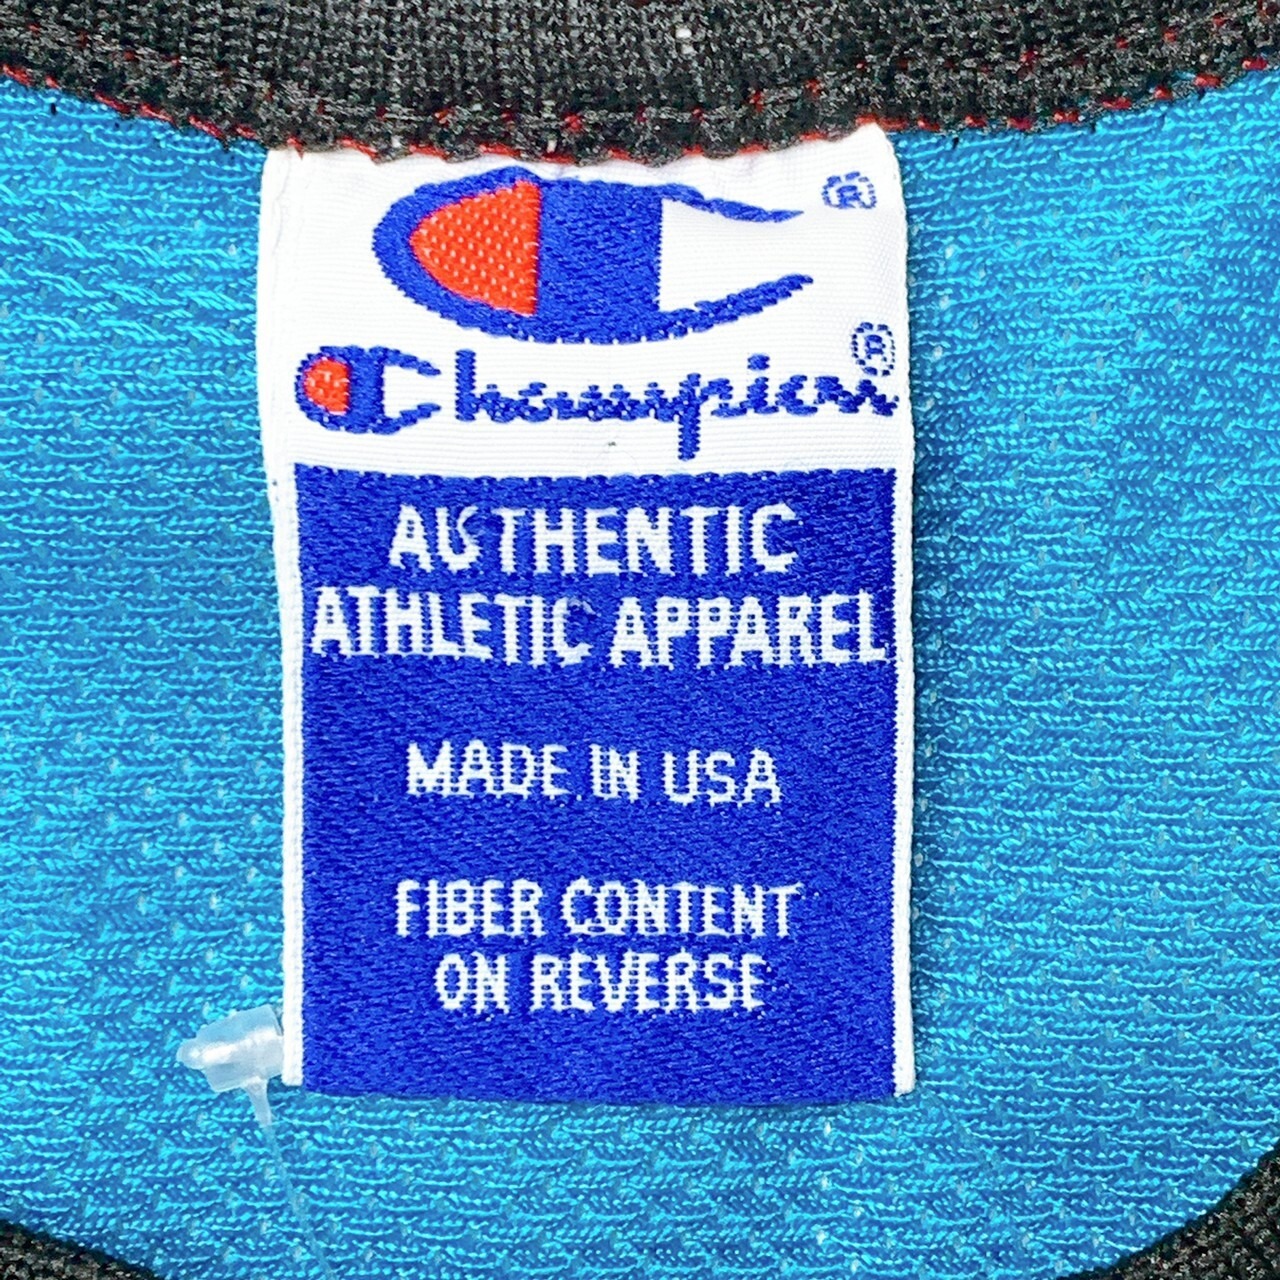 ®
Champion®
AUTHENTIC
ATHLETIC APPAREL
MADE IN USA
FIBER CONTENT
ON REVERSE